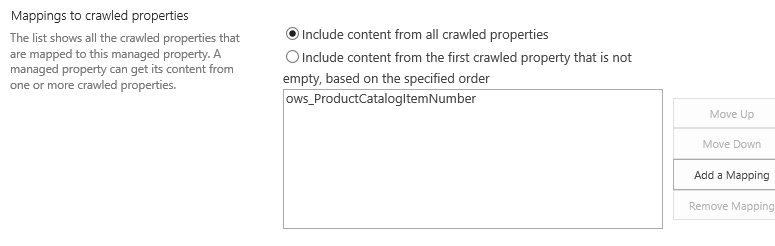 Mappings to crawled properties
The list shows all the crawled properties that
are mapped to this managed property. A
managed property can get its content from
one or more crawled properties.
Include content from all crawled properties
Include content from the first crawled property that is not
empty, based on the specified order
ows_ProductCatalogItemNumber
Move Up
Move Down
Add a Mapping
Remove Mapping